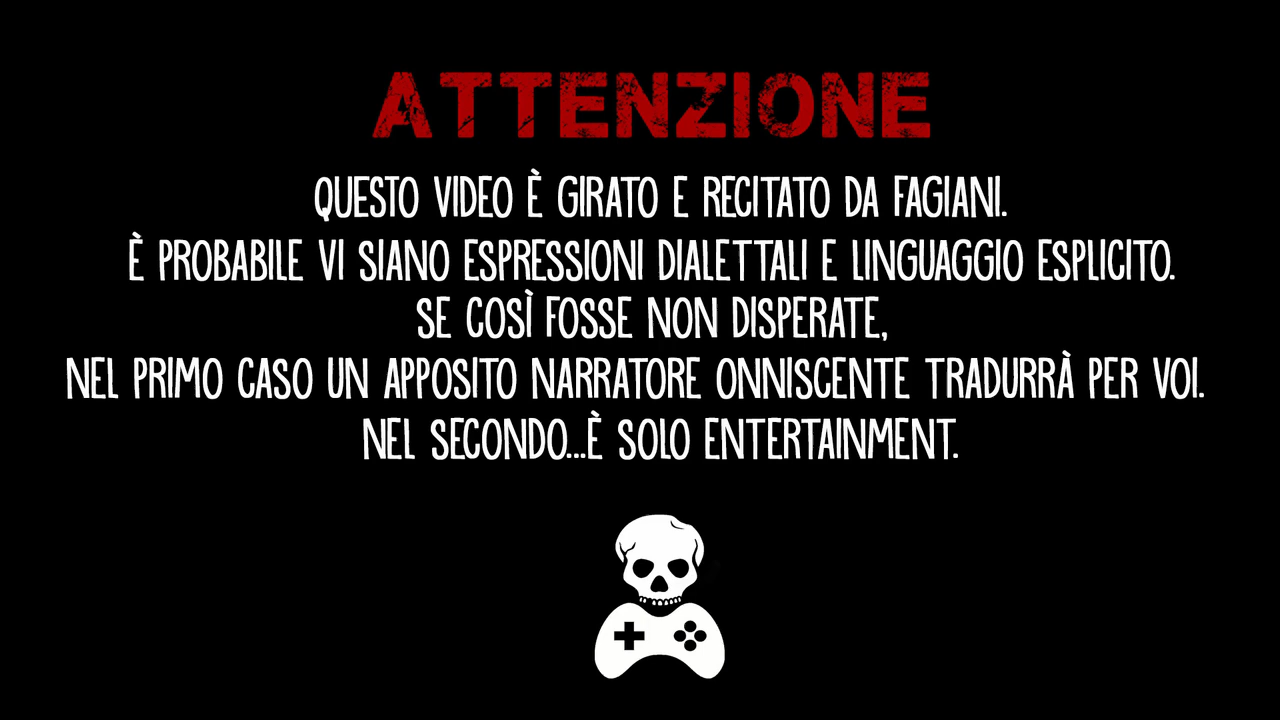 ATTENZIONE
QUESTO VIDEO È GIRATO E RECITATO DA FAGIANI.
È PROBABILE VI SIANO ESPRESSIONI DIALETTALI E LINGUAGGIO ESPLICITO.
SE COSÌ FOSSE NON DISPERATE,
NEL PRIMO CASO UN APPOSITO NARRATORE ONNISCENTE TRADURRÀ PER VOI.
NEL SECONDO...È SOLO ENTERTAINMENT.